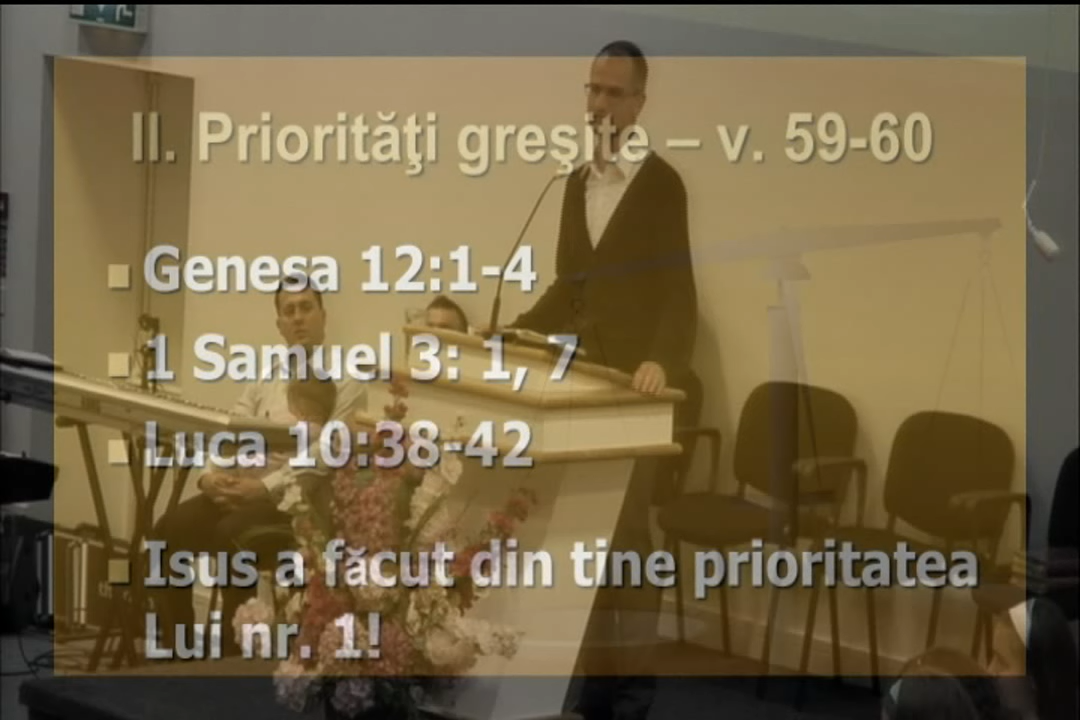 II. Priorităţi greşite – v. 59-60
Genesa 12:1-4
1 Samuel 3: 1, 7
Luca 10:38-42
Isus a făcut din tine prioritatea
Lui nr. 1!